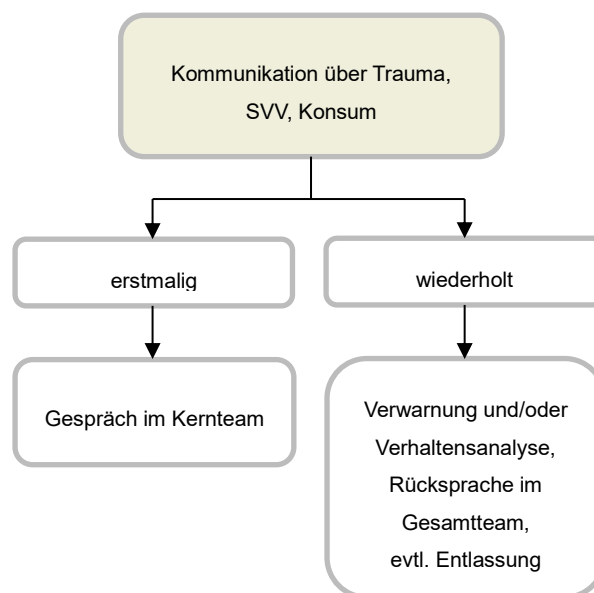 Kommunikation über Trauma,
SVV, Konsum
erstmalig
wiederholt
Gespräch im Kernteam
Verwarnung und/oder
Verhaltensanalyse,
Rücksprache im
Gesamtteam,
evtl. Entlassung